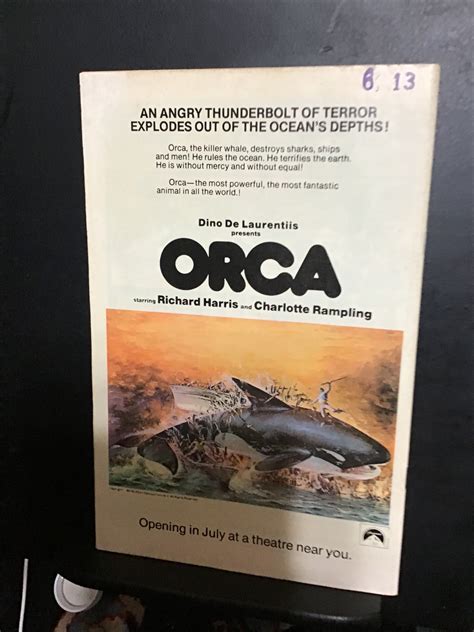 6, 13
AN ANGRY THUNDERBOLT OF TERROR
EXPLODES OUT OF THE OCEAN'S DEPTHS!
Orca, the killer whale, destroys sharks, ships
and men! He rules the ocean. He terrifies the earth.
He is without mercy and without equal!
Orca—the most powerful, the most fantastic
animal in all the world!
Dino De Laurentiis
presents
ORCA
starring Richard Harris and Charlotte Rampling
Opening in July at a theatre near you.